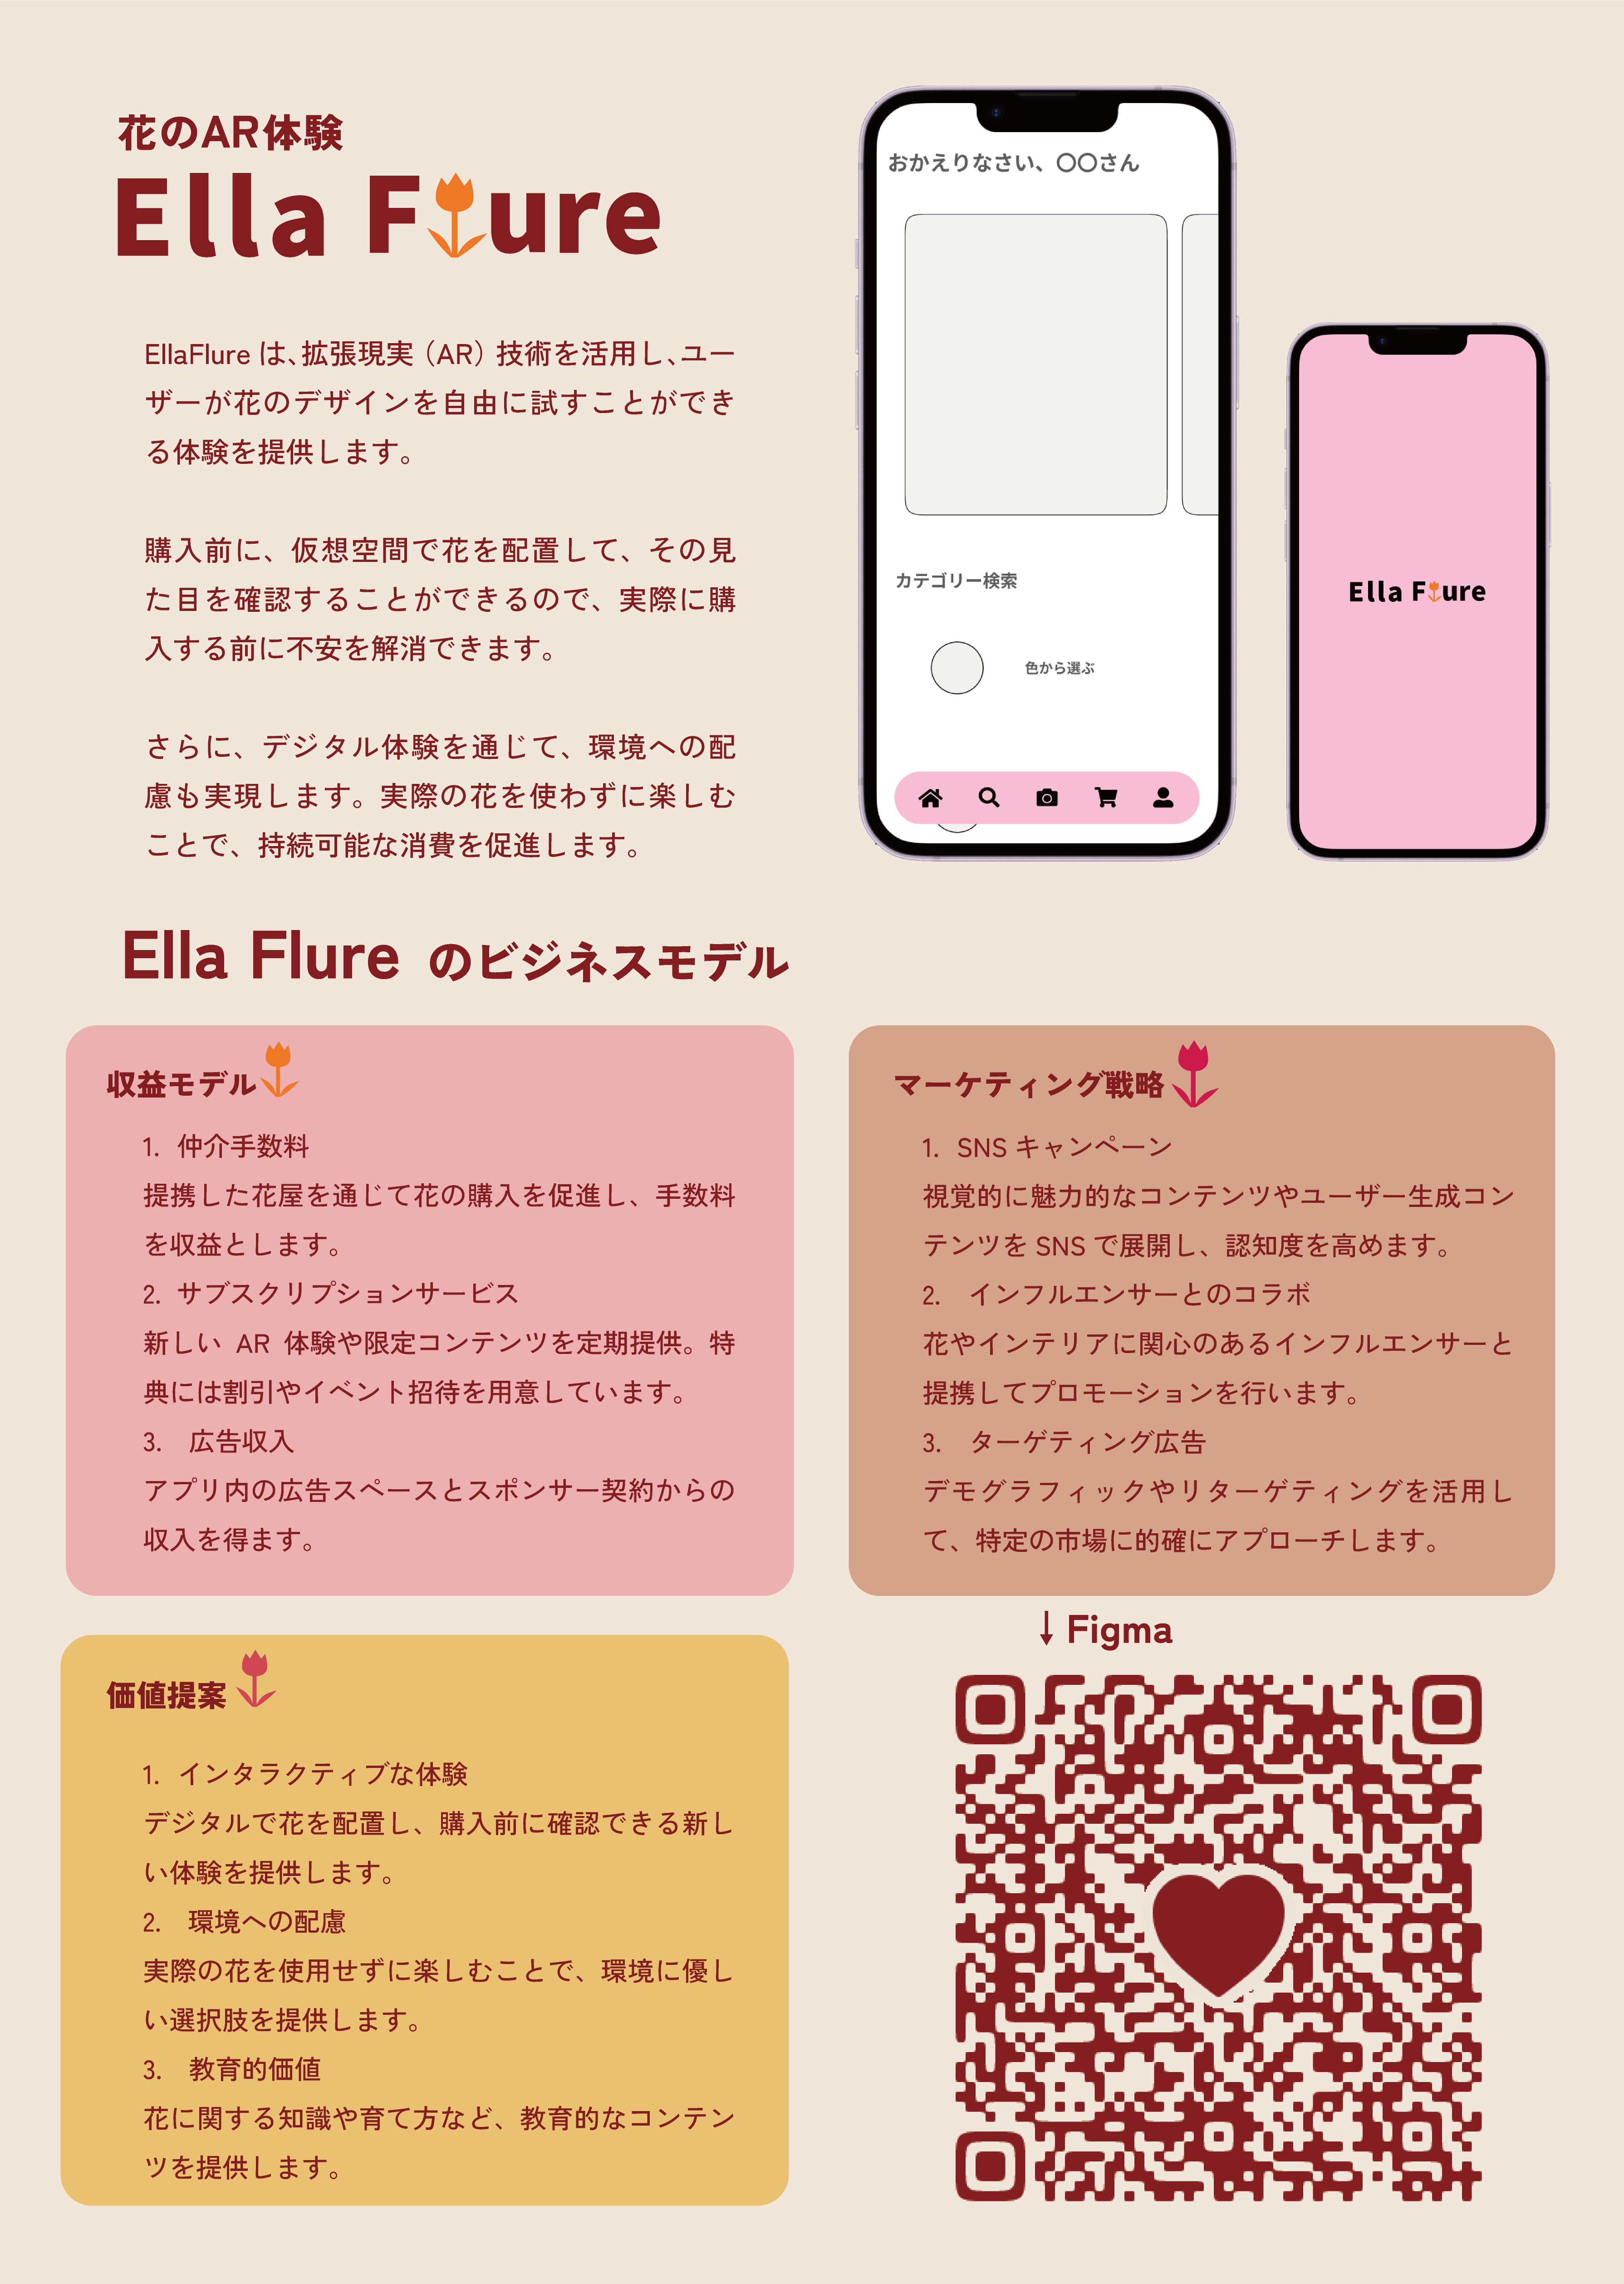 花のAR体験
Ella Flure
EllaFlure は、拡張現実（AR）技術を活用し、ユー
ザーが花のデザインを自由に試すことができ
る体験を提供します。
購入前に、仮想空間で花を配置して、その見
た目を確認することができるので、実際に購
入する前に不安を解消できます。
さらに、デジタル体験を通じて、環境への配
慮も実現します。実際の花を使わずに楽しむ
ことで、持続可能な消費を促進します。
おかえりなさい、〇〇さん
カテゴリー検索
色から選ぶ
Ella Flure
Ella Flure のビジネスモデル
収益モデル
1. 仲介手数料
提携した花屋を通じて花の購入を促進し、手数料
を収益とします。
2. サブスクリプションサービス
新しい AR 体験や限定コンテンツを定期提供。特
典には割引やイベント招待を用意しています。
3. 広告収入
アプリ内の広告スペースとスポンサー契約からの
収入を得ます。
マーケティング戦略
1. SNS キャンペーン
視覚的に魅力的なコンテンツやユーザー生成コン
テンツを SNS で展開し、認知度を高めます。
2. インフルエンサーとのコラボ
花やインテリアに関心のあるインフルエンサーと
提携してプロモーションを行います。
3. ターゲティング広告
デモグラフィックやリターゲティングを活用し
て、特定の市場に的確にアプローチします。
価値提案
1. インタラクティブな体験
デジタルで花を配置し、購入前に確認できる新し
い体験を提供します。
2. 環境への配慮
実際の花を使用せずに楽しむことで、環境に優し
い選択肢を提供します。
3. 教育的価値
花に関する知識や育て方など、教育的なコンテン
ツを提供します。
↓ Figma